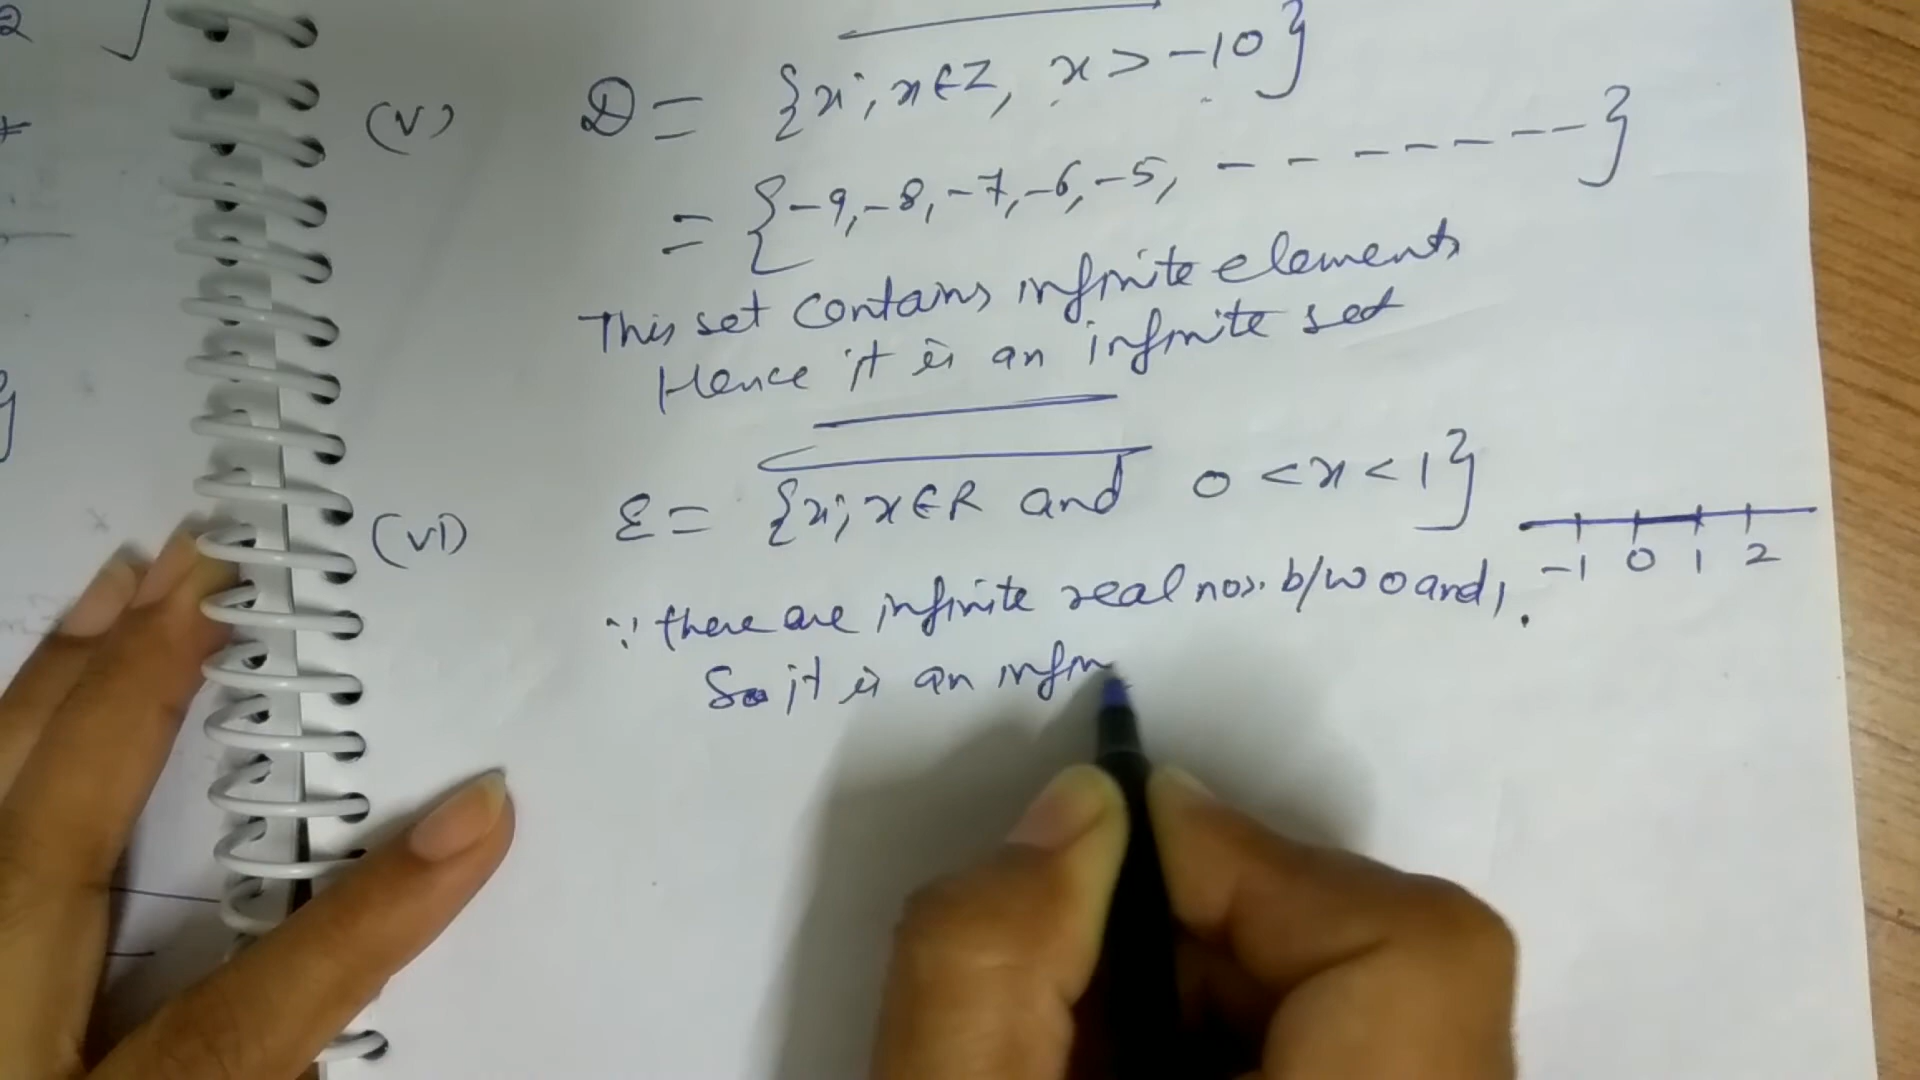 (V) D = {x; x∈Z, x > -10}
= {-9, -8, -7, -6, -5, - - - - - - -}
This set contains infinite elements
Hence it is an infinite set
(VI) E = {x; x∈R and 0 < x < 1}
-1 0 1 2
∵ there are infinite real nos. b/w 0 and 1.
So it is an infin